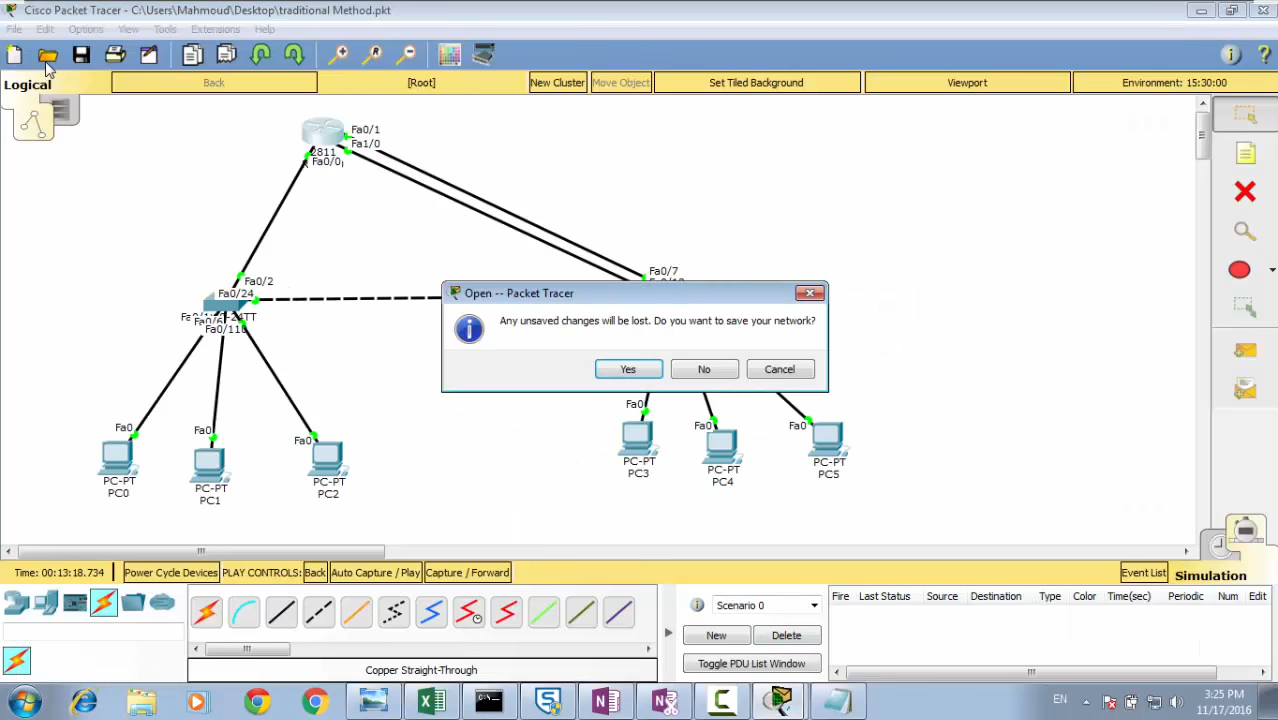 Cisco Packet Tracer - C:\Users\Mahmoud\Desktop\traditional Method.pkt
File Edit Options View Tools Extensions Help
Logical
Back
[Root]
New Cluster
Move Object
Set Tiled Background
Viewport
Environment: 15:30:00
Fa0/1
Fa1/0
2811
Fa0/0
Fa0/2
Fa0/24
Fa0/7
Fa0/11
Open -- Packet Tracer
Any unsaved changes will be lost. Do you want to save your network?
Yes No Cancel
Fa0 Fa0 Fa0
PC-PT
PC0
PC-PT
PC1
PC-PT
PC2
Fa0 Fa0 Fa0
PC-PT
PC3
PC-PT
PC4
PC-PT
PC5
Time: 00:13:18.734
Power Cycle Devices
PLAY CONTROLS:
Back
Auto Capture / Play
Capture / Forward
Event List
Simulation
Scenario 0
New Delete
Toggle PDU List Window
Fire Last Status Source Destination Type Color Time(sec) Periodic Num Edit
Copper Straight-Through
EN
3:25 PM
11/17/2016